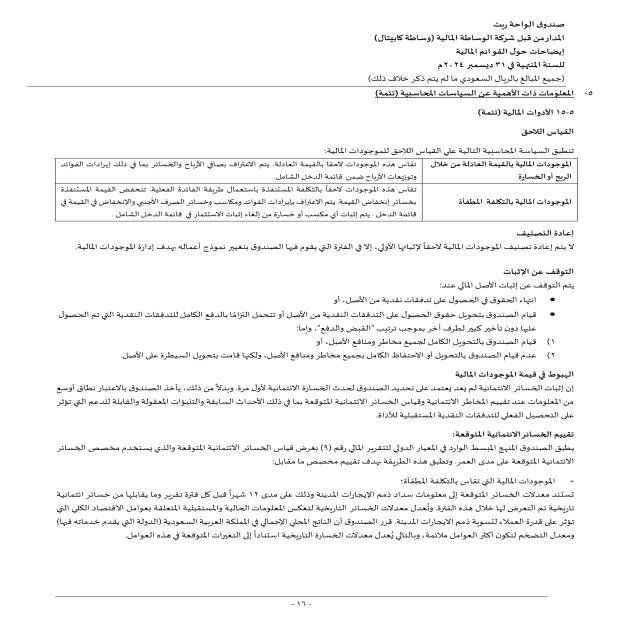 صندوق الواحة ريت
المدار من قبل شركة الوساطة المالية (وساطة كابيتال)
إيضاحات حول القوائم المالية
للسنة المنتهية في ٣١ ديسمبر ٢٠٢٤م
(جميع المبالغ بالريال السعودي ما لم يتم ذكر خلاف ذلك)
٥- المعلومات ذات الأهمية عن السياسات المحاسبية (تتمة)
٥-١٥ الأدوات المالية (تتمة)
القياس اللاحق
تنطبق السياسة المحاسبية التالية على القياس اللاحق للموجودات المالية:
الموجودات المالية بالقيمة العادلة من خلال الربح أو الخسارة
تقاس هذه الموجودات لاحقا بالقيمة العادلة. يتم الاعتراف بصافي الأرباح والخسائر بما في ذلك إيرادات الفوائد
وتوزيعات الأرباح ضمن قائمة الدخل الشامل.
الموجودات المالية بالتكلفة المطفأة
تقاس هذه الموجودات لاحقاً بالتكلفة المستنفذة باستعمال طريقة الفائدة الفعلية. تنخفض القيمة المستنفذة
بخسائر إنخفاض القيمة. يتم الاعتراف بإيرادات الفوائد ومكاسب وخسائر الصرف الأجنبي والإنخفاض في القيمة في
قائمة الدخل. يتم إثبات أي مكسب أو خسارة من إلغاء إثبات الاستثمار في قائمة الدخل الشامل.
إعادة التصنيف
لا يتم إعادة تصنيف الموجودات المالية لاحقاً لإثباتها الأولي، إلا في الفترة التي يقوم فيها الصندوق بتغيير نموذج أعماله بهدف إدارة الموجودات المالية.
التوقف عن الإثبات
يتم التوقف عن إثبات الأصل المالي عند:
• انتهاء الحقوق في الحصول على تدفقات نقدية من الأصل، أو
• قيام الصندوق بتحويل حقوق الحصول على التدفقات النقدية من الأصل أو تتحمل التزامًا بالدفع الكامل للتدفقات النقدية التي تم الحصول
عليها دون تأخير كبير لطرف آخر بموجب ترتيب "القبض والدفع"، وإما:
١) قيام الصندوق بالتحويل الكامل لجميع مخاطر ومنافع الأصل، أو
٢) عدم قيام الصندوق بالتحويل أو الاحتفاظ الكامل بجميع مخاطر ومنافع الأصل، ولكنها قامت بتحويل السيطرة على الأصل.
الهبوط في قيمة الموجودات المالية
إن إثبات الخسائر الائتمانية لم يعد يعتمد على تحديد الصندوق لحدث الخسارة الائتمانية لأول مرة. وبدلاً من ذلك، يأخذ الصندوق بالاعتبار نطاق أوسع
من المعلومات عند تقييم المخاطر الائتمانية وقياس الخسائر الائتمانية المتوقعة بما في ذلك الأحداث السابقة والتنبؤات المعقولة والقابلة للدعم التي تؤثر
على التحصيل الفعلي للتدفقات النقدية المستقبلية للأداة.
تقييم الخسائر الائتمانية المتوقعة:
يطبق الصندوق المنهج المبسط الوارد في المعيار الدولي للتقرير المالي رقم (٩) بغرض قياس الخسائر الائتمانية المتوقعة والذي يستخدم مخصص الخسائر
الائتمانية المتوقعة على مدى العمر. وتطبق هذه الطريقة بهدف تقييم مخصص ما مقابل:
- الموجودات المالية التي تقاس بالتكلفة المطفأة؛
تستند معدلات الخسائر المتوقعة إلى معلومات سداد ذمم الإيجارات المدينة وذلك على مدى ١٢ شهراً قبل كل فترة تقرير وما يقابلها من خسائر ائتمانية
تاريخية تم التعرض لها خلال هذه الفترة. وتُعدل معدلات الخسائر التاريخية لتعكس المعلومات الحالية والمستقبلية المتعلقة بعوامل الاقتصاد الكلي التي
تؤثر على قدرة العملاء لتسوية ذمم الايجارات المدينة. قرر الصندوق أن الناتج المحلي الإجمالي في المملكة العربية السعودية (الدولة التي يقدم خدماته فيها)
ومعدل التضخم لتكون أكثر العوامل ملائمة، وبالتالي يُعدل معدلات الخسارة التاريخية استناداً إلى التغيرات المتوقعة في هذه العوامل.
- ١٦ -